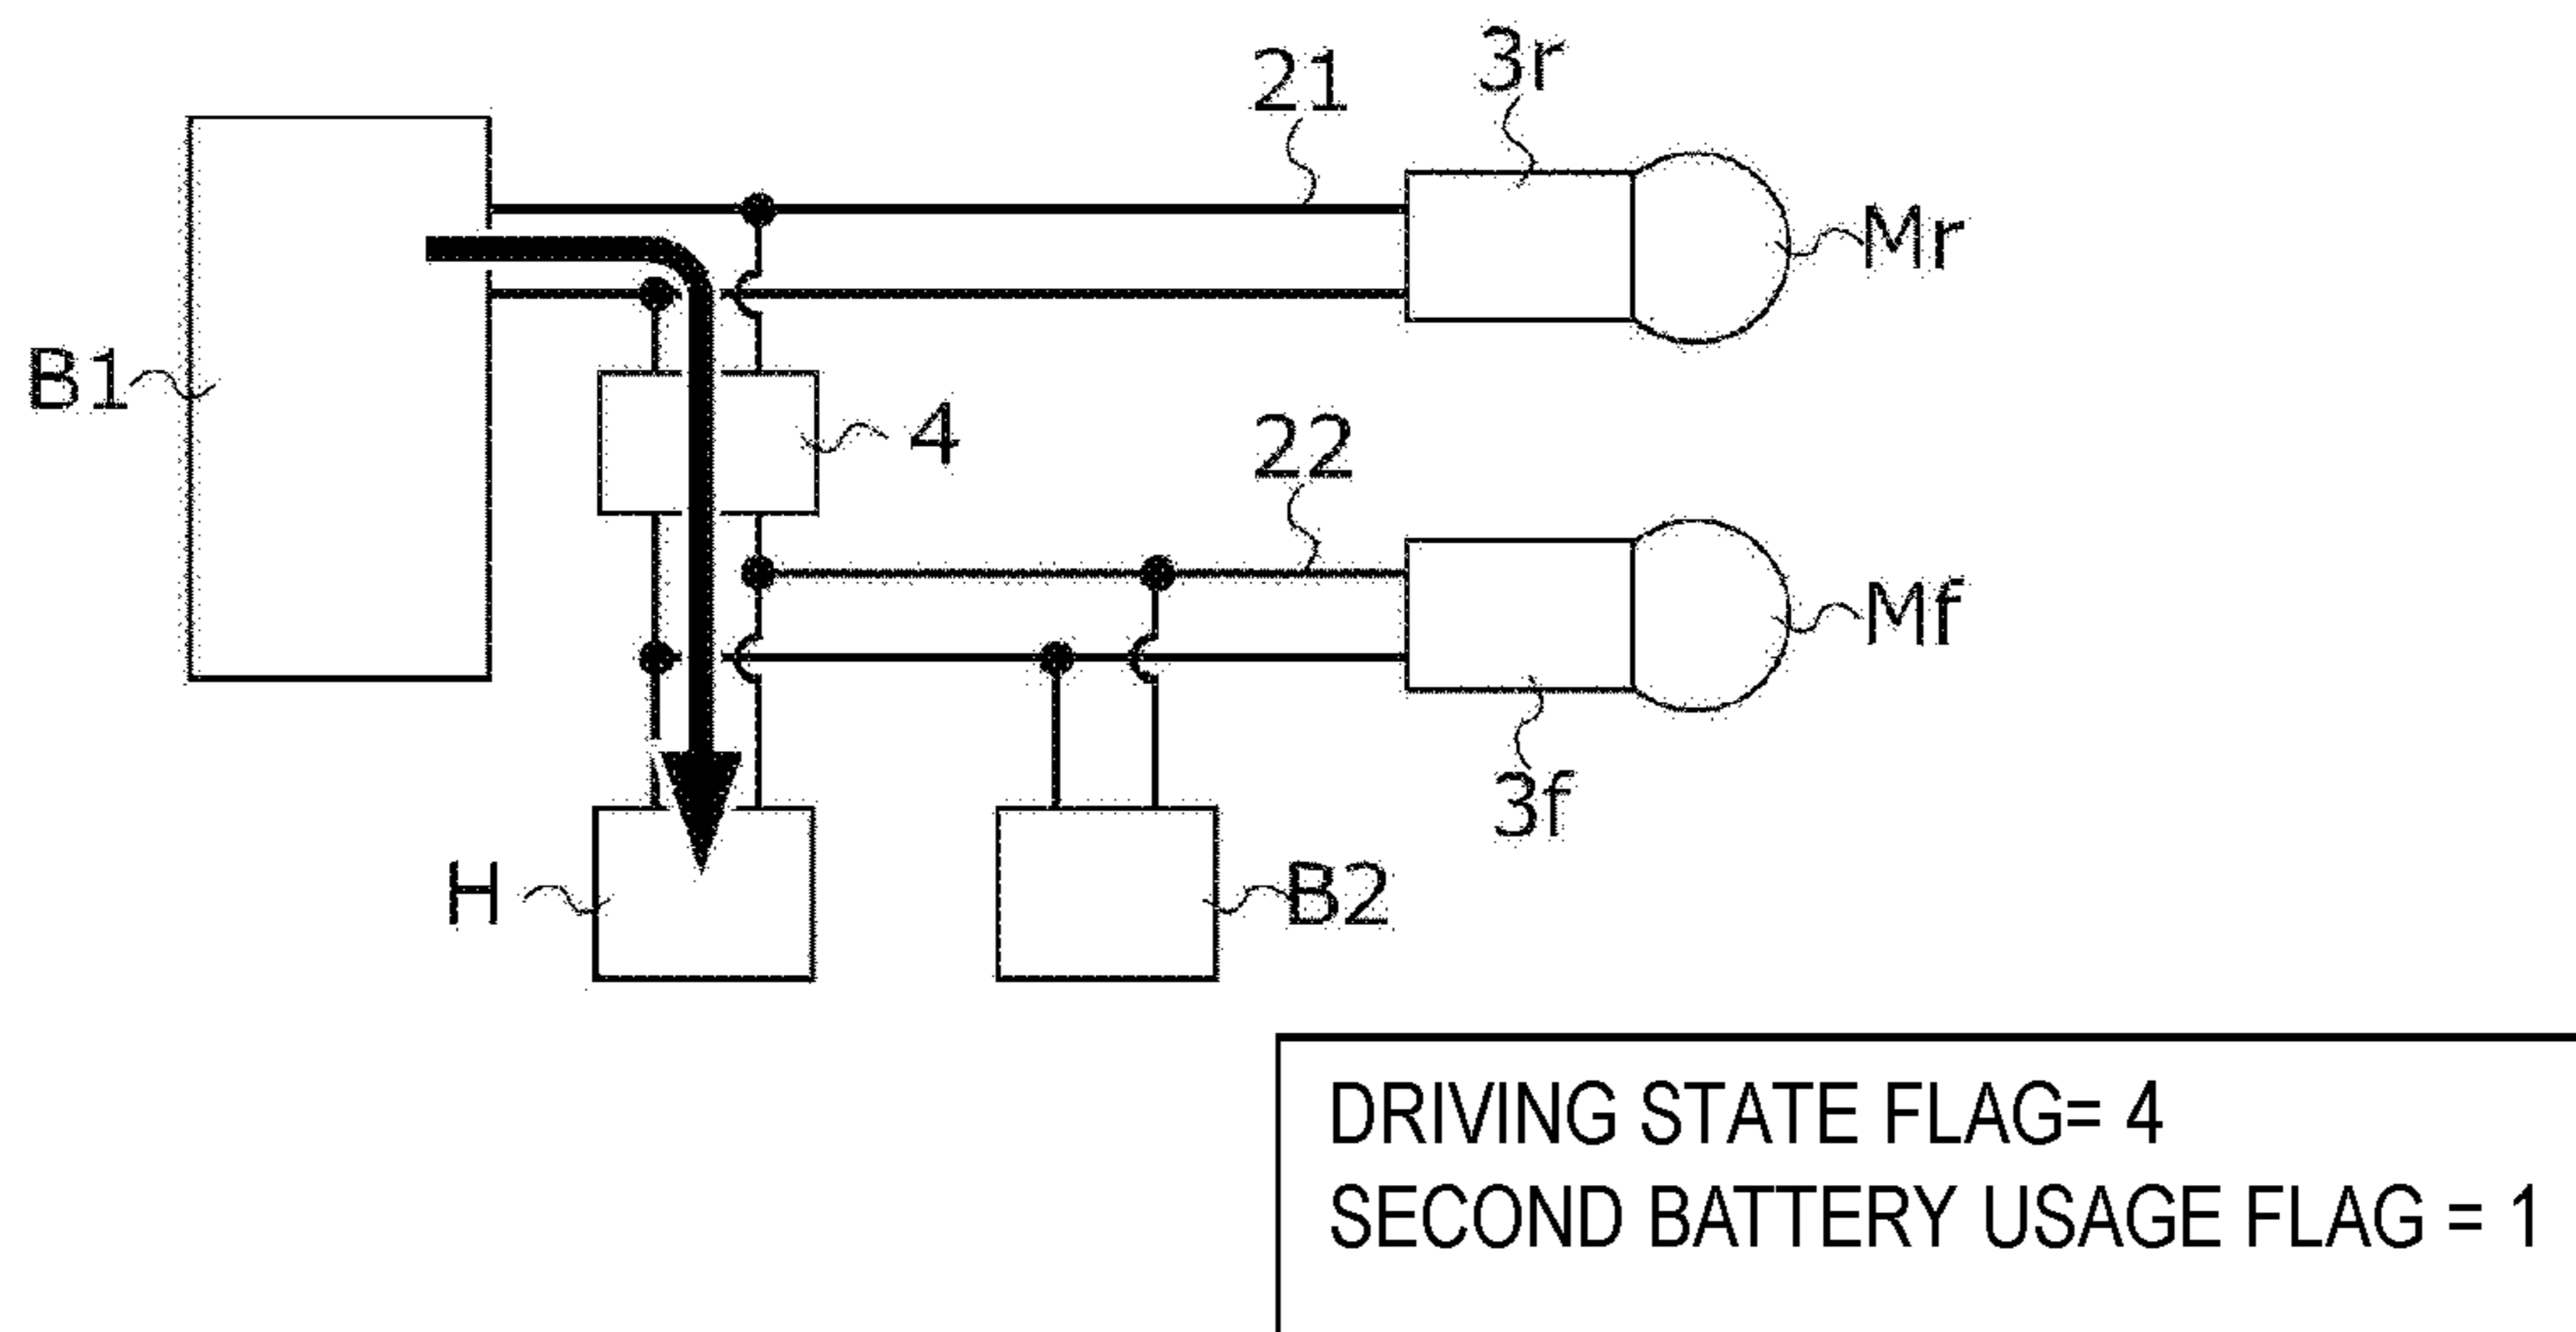 21
3r
Mr
B1
4
22
Mf
3f
H
B2
DRIVING STATE FLAG= 4
SECOND BATTERY USAGE FLAG = 1